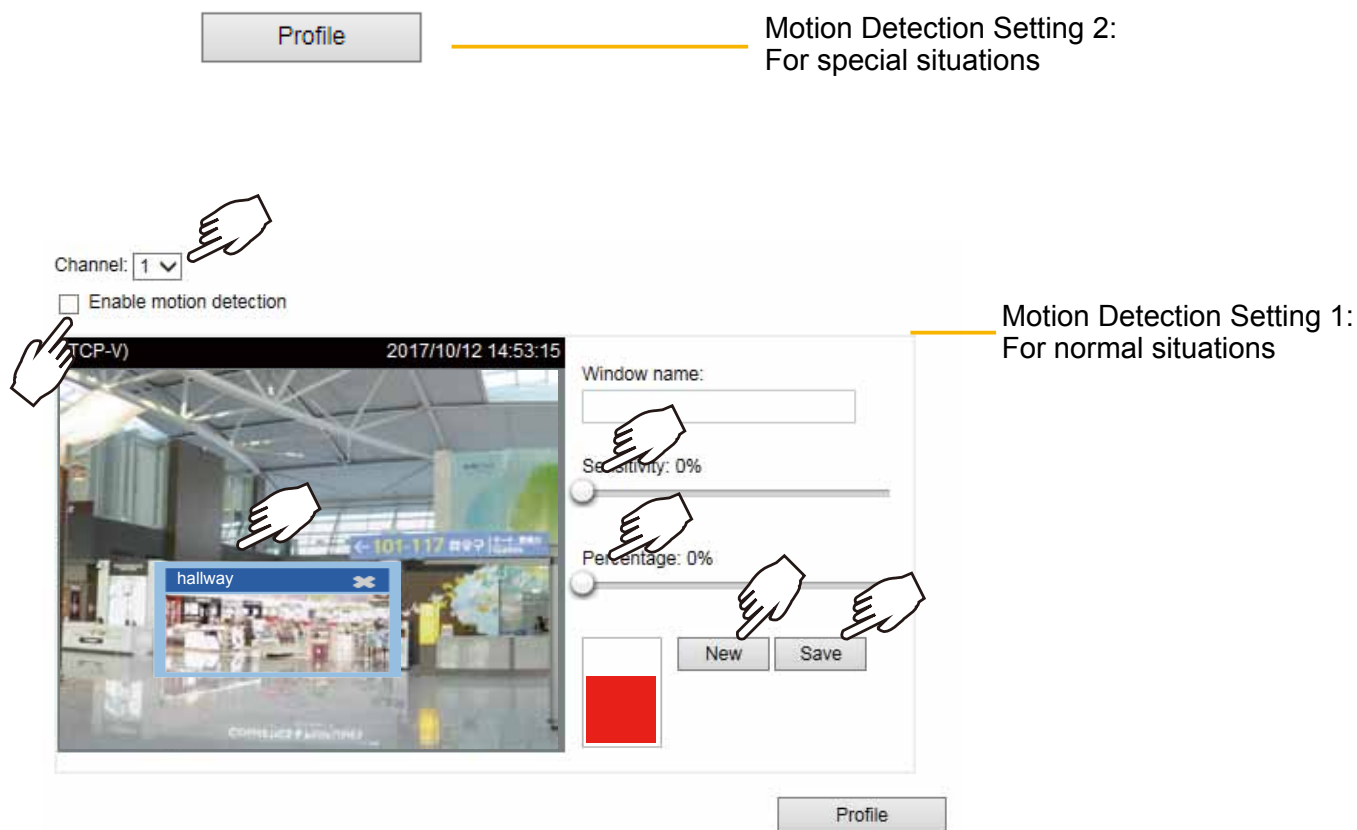 Profile
Motion Detection Setting 2:
For special situations
Channel: 1
Enable motion detection
TCP-V)
2017/10/12 14:53:15
Motion Detection Setting 1:
For normal situations
Window name:
Sensitivity: 0%
←101-117
Percentage: 0%
hallway
New
Save
Profile